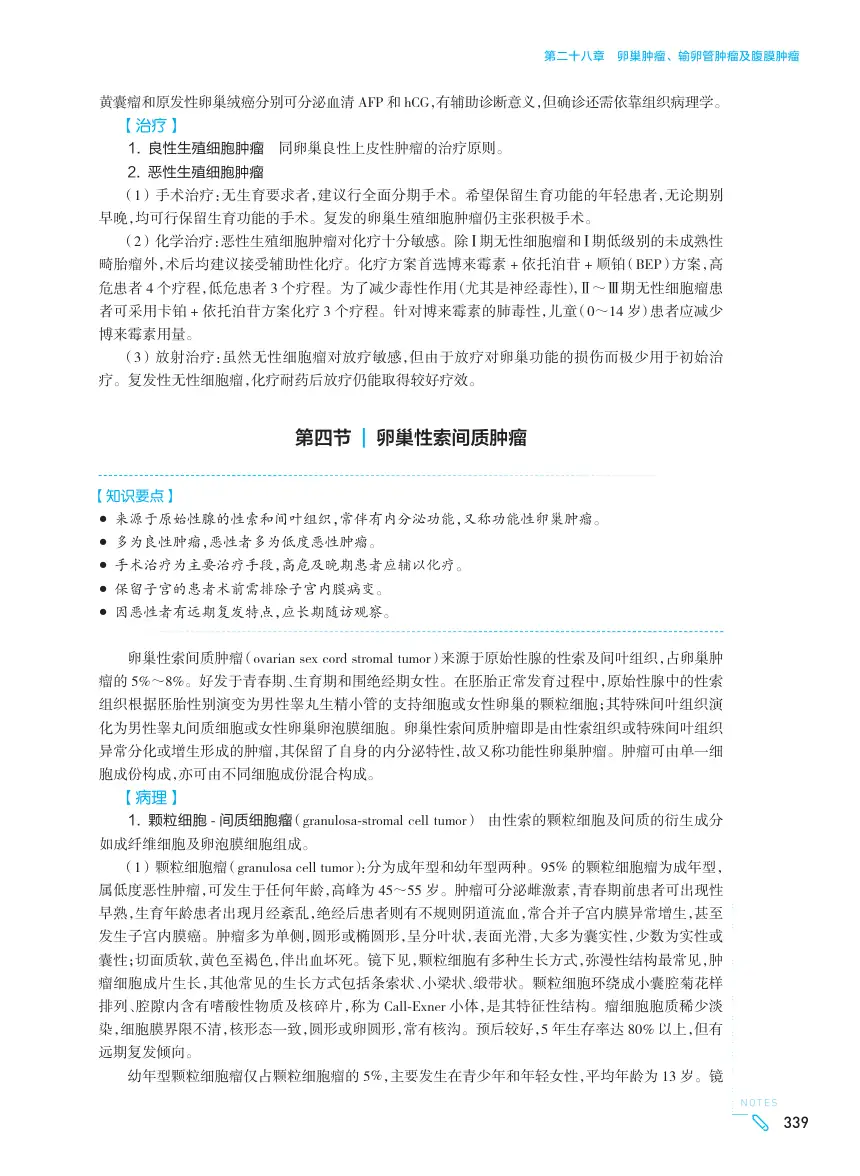 第二十八章 卵巢肿瘤、输卵管肿瘤及腹膜肿瘤
黄囊瘤和原发性卵巢绒癌分别可分泌血清 AFP 和 hCG,有辅助诊断意义,但确诊还需依靠组织病理学。
【治疗】
1. 良性生殖细胞肿瘤 同卵巢良性上皮性肿瘤的治疗原则。
2. 恶性生殖细胞肿瘤
(1)手术治疗:无生育要求者,建议行全面分期手术。希望保留生育功能的年轻患者,无论期别
早晚,均可行保留生育功能的手术。复发的卵巢生殖细胞肿瘤仍主张积极手术。
(2)化学治疗:恶性生殖细胞肿瘤对化疗十分敏感。除Ⅰ期无性细胞瘤和Ⅰ期低级别的未成熟性
畸胎瘤外,术后均建议接受辅助性化疗。化疗方案首选博来霉素 + 依托泊苷 + 顺铂(BEP)方案,高
危患者 4 个疗程,低危患者 3 个疗程。为了减少毒性作用(尤其是神经毒性),Ⅱ~Ⅲ期无性细胞瘤患
者可采用卡铂 + 依托泊苷方案化疗 3 个疗程。针对博来霉素的肺毒性,儿童(0~14 岁)患者应减少
博来霉素用量。
(3)放射治疗:虽然无性细胞瘤对放疗敏感,但由于放疗对卵巢功能的损伤而极少用于初始治
疗。复发性无性细胞瘤,化疗耐药后放疗仍能取得较好疗效。
第四节 | 卵巢性索间质肿瘤
【知识要点】
● 来源于原始性腺的性索和间叶组织,常伴有内分泌功能,又称功能性卵巢肿瘤。
● 多为良性肿瘤,恶性者多为低度恶性肿瘤。
● 手术治疗为主要治疗手段,高危及晚期患者应辅以化疗。
● 保留子宫的患者术前需排除子宫内膜病变。
● 因恶性者有远期复发特点,应长期随访观察。
卵巢性索间质肿瘤(ovarian sex cord stromal tumor)来源于原始性腺的性索及间叶组织,占卵巢肿
瘤的 5%~8%。好发于青春期、生育期和围绝经期女性。在胚胎正常发育过程中,原始性腺中的性索
组织根据胚胎性别演变为男性睾丸生精小管的支持细胞或女性卵巢的颗粒细胞;其特殊间叶组织演
化为男性睾丸间质细胞或女性卵巢卵泡膜细胞。卵巢性索间质肿瘤即是由性索组织或特殊间叶组织
异常分化或增生形成的肿瘤,其保留了自身的内分泌特性,故又称功能性卵巢肿瘤。肿瘤可由单一细
胞成份构成,亦可由不同细胞成份混合构成。
【病理】
1. 颗粒细胞 - 间质细胞瘤(granulosa-stromal cell tumor) 由性索的颗粒细胞及间质的衍生成分
如成纤维细胞及卵泡膜细胞组成。
(1)颗粒细胞瘤(granulosa cell tumor):分为成年型和幼年型两种。95% 的颗粒细胞瘤为成年型,
属低度恶性肿瘤,可发生于任何年龄,高峰为 45~55 岁。肿瘤可分泌雌激素,青春期前患者可出现性
早熟,生育年龄患者出现月经紊乱,绝经后患者则有不规则阴道流血,常合并子宫内膜异常增生,甚至
发生子宫内膜癌。肿瘤多为单侧,圆形或椭圆形,呈分叶状,表面光滑,大多为囊实性,少数为实性或
囊性;切面质软,黄色至褐色,伴出血坏死。镜下见,颗粒细胞有多种生长方式,弥漫性结构最常见,肿
瘤细胞成片生长,其他常见的生长方式包括条索状、小梁状、缎带状。颗粒细胞环绕成小囊腔菊花样
排列、腔隙内含有嗜酸性物质及核碎片,称为 Call-Exner 小体,是其特征性结构。瘤细胞胞质稀少淡
染,细胞膜界限不清,核形态一致,圆形或卵圆形,常有核沟。预后较好,5 年生存率达 80% 以上,但有
远期复发倾向。
幼年型颗粒细胞瘤仅占颗粒细胞瘤的 5%,主要发生在青少年和年轻女性,平均年龄为 13 岁。镜
NOTES
339